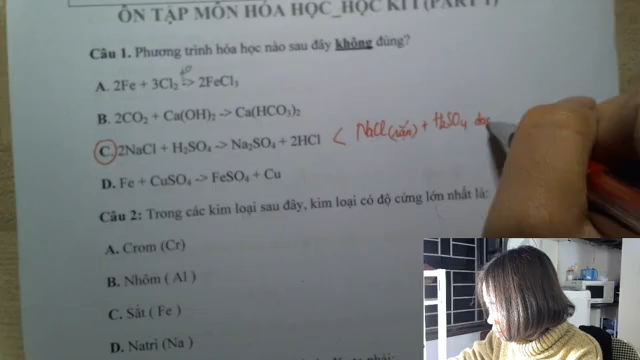 ÔN TẬP MÔN HÓA HỌC_HỌC KÌ I (PART 1)
Câu 1. Phương trình hóa học nào sau đây không đúng?
A. 2Fe + 3Cl₂ -> 2FeCl₃
B. 2CO₂ + Ca(OH)₂ -> Ca(HCO₃)₂
C. 2NaCl + H₂SO₄ -> Na₂SO₄ + 2HCl < NaCl (rắn) + H₂SO₄
D. Fe + CuSO₄ -> FeSO₄ + Cu
Câu 2: Trong các kim loại sau đây, kim loại có độ cứng lớn nhất là:
A. Crom (Cr)
B. Nhôm ( Al )
C. Sắt ( Fe )
D. Natri (Na )